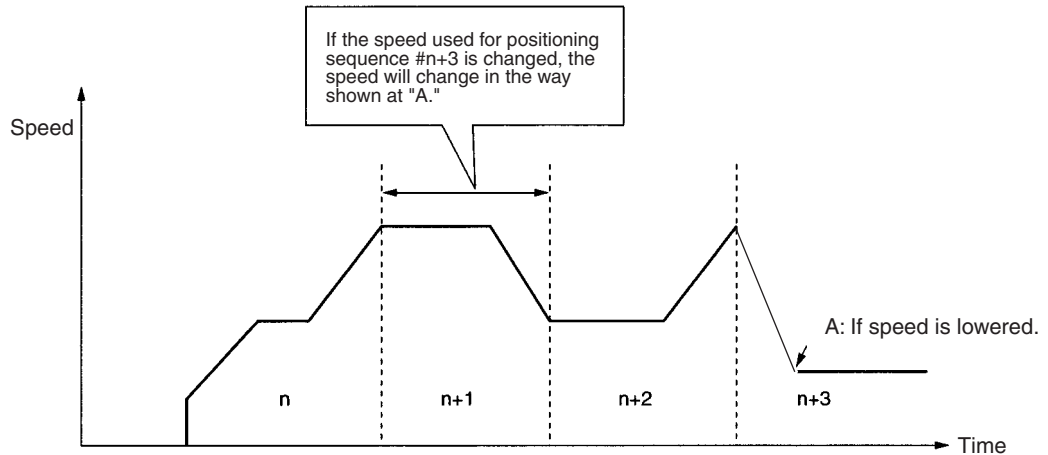 If the speed used for positioning
sequence #n+3 is changed, the
speed will change in the way
shown at "A."
Speed
A: If speed is lowered.
n
n+1
n+2
n+3
Time